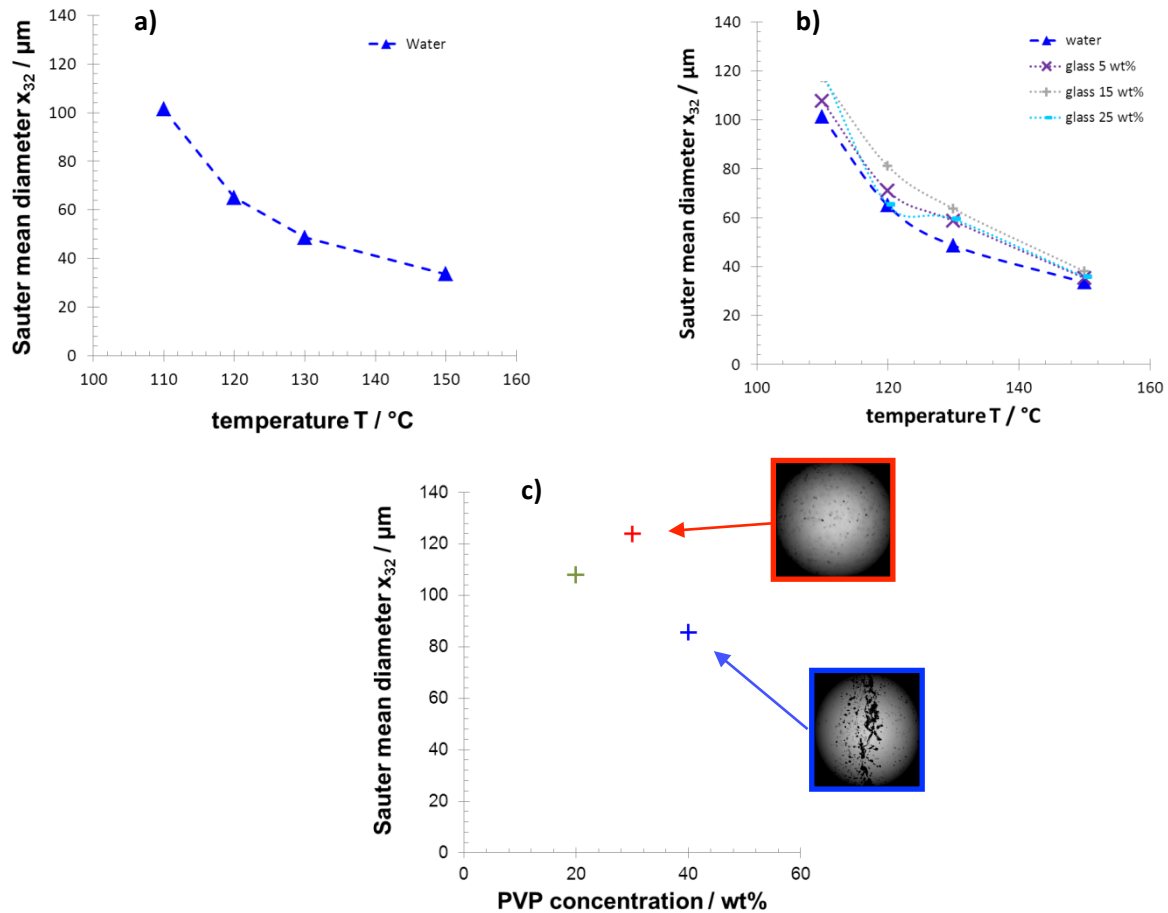 a)
Water
Sauter mean diameter x32 / µm
140
120
100
80
60
40
20
0
100 110 120 130 140 150 160
temperature T / °C
b)
water
glass 5 wt%
glass 15 wt%
glass 25 wt%
Sauter mean diameter x32 / µm
140
120
100
80
60
40
20
0
100 120 140 160
temperature T / °C
c)
Sauter mean diameter x32 / µm
140
120
100
80
60
40
20
0
0 20 40 60
PVP concentration / wt%